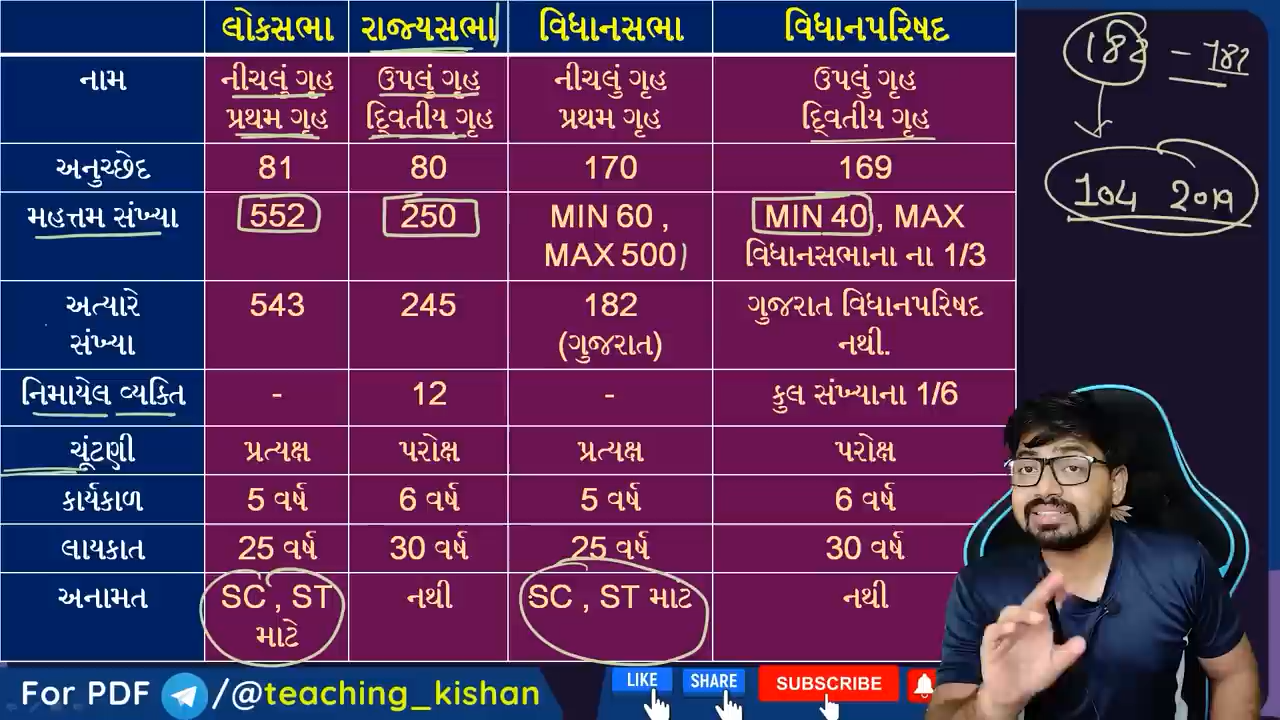 લોકસભા રાજ્યસભા વિધાનસભા વિધાનપરિષદ
નામ નીચલું ગૃહ ઉપલું ગૃહ નીચલું ગૃહ ઉપલું ગૃહ
પ્રથમ ગૃહ દ્વિતીય ગૃહ પ્રથમ ગૃહ દ્વિતીય ગૃહ
અનુચ્છેદ 81 80 170 169
મહત્તમ સંખ્યા 552 250 MIN 60 , MIN 40 , MAX
MAX 500 વિધાનસભાના ના 1/3
અત્યારે 543 245 182 ગુજરાત વિધાનપરિષદ
સંખ્યા (ગુજરાત) નથી.
નિમાયેલ વ્યક્તિ - 12 - કુલ સંખ્યાના 1/6
ચૂંટણી પ્રત્યક્ષ પરોક્ષ પ્રત્યક્ષ પરોક્ષ
કાર્યકાળ 5 વર્ષ 6 વર્ષ 5 વર્ષ 6 વર્ષ
લાયકાત 25 વર્ષ 30 વર્ષ 25 વર્ષ 30 વર્ષ
અનામત SC , ST નથી SC , ST માટે નથી
માટે
104 2019
For PDF /@teaching_kishan
LIKE SHARE SUBSCRIBE